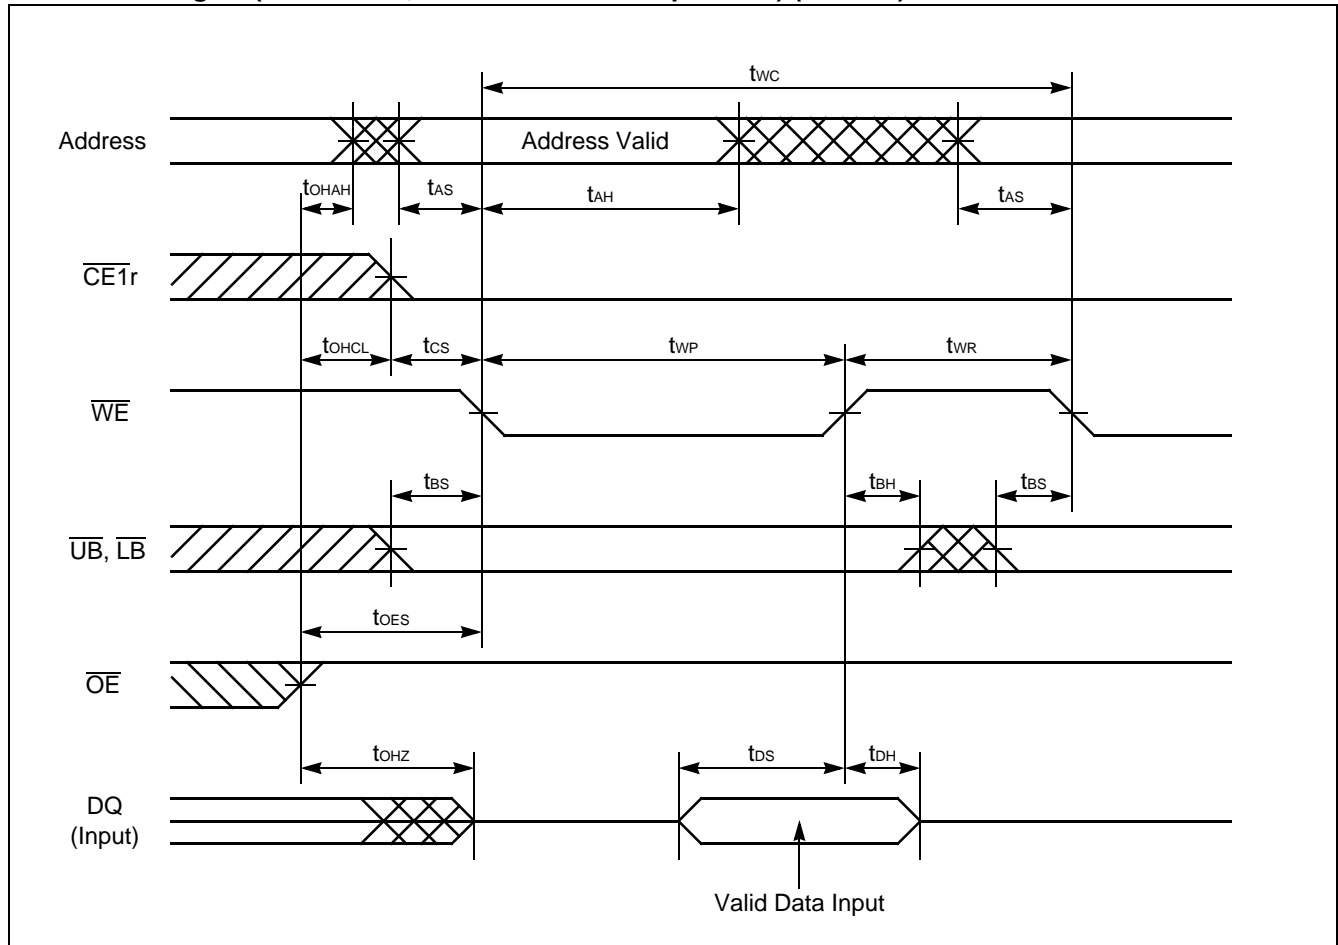 tWC
Address
Address Valid
tOHAH
tAS
tAH
tAS
CE1r
tOHCL
tCS
tWP
tWR
WE
tBS
tBH
tBS
UB, LB
tOES
OE
tOHZ
tDS
tDH
DQ
(Input)
Valid Data Input